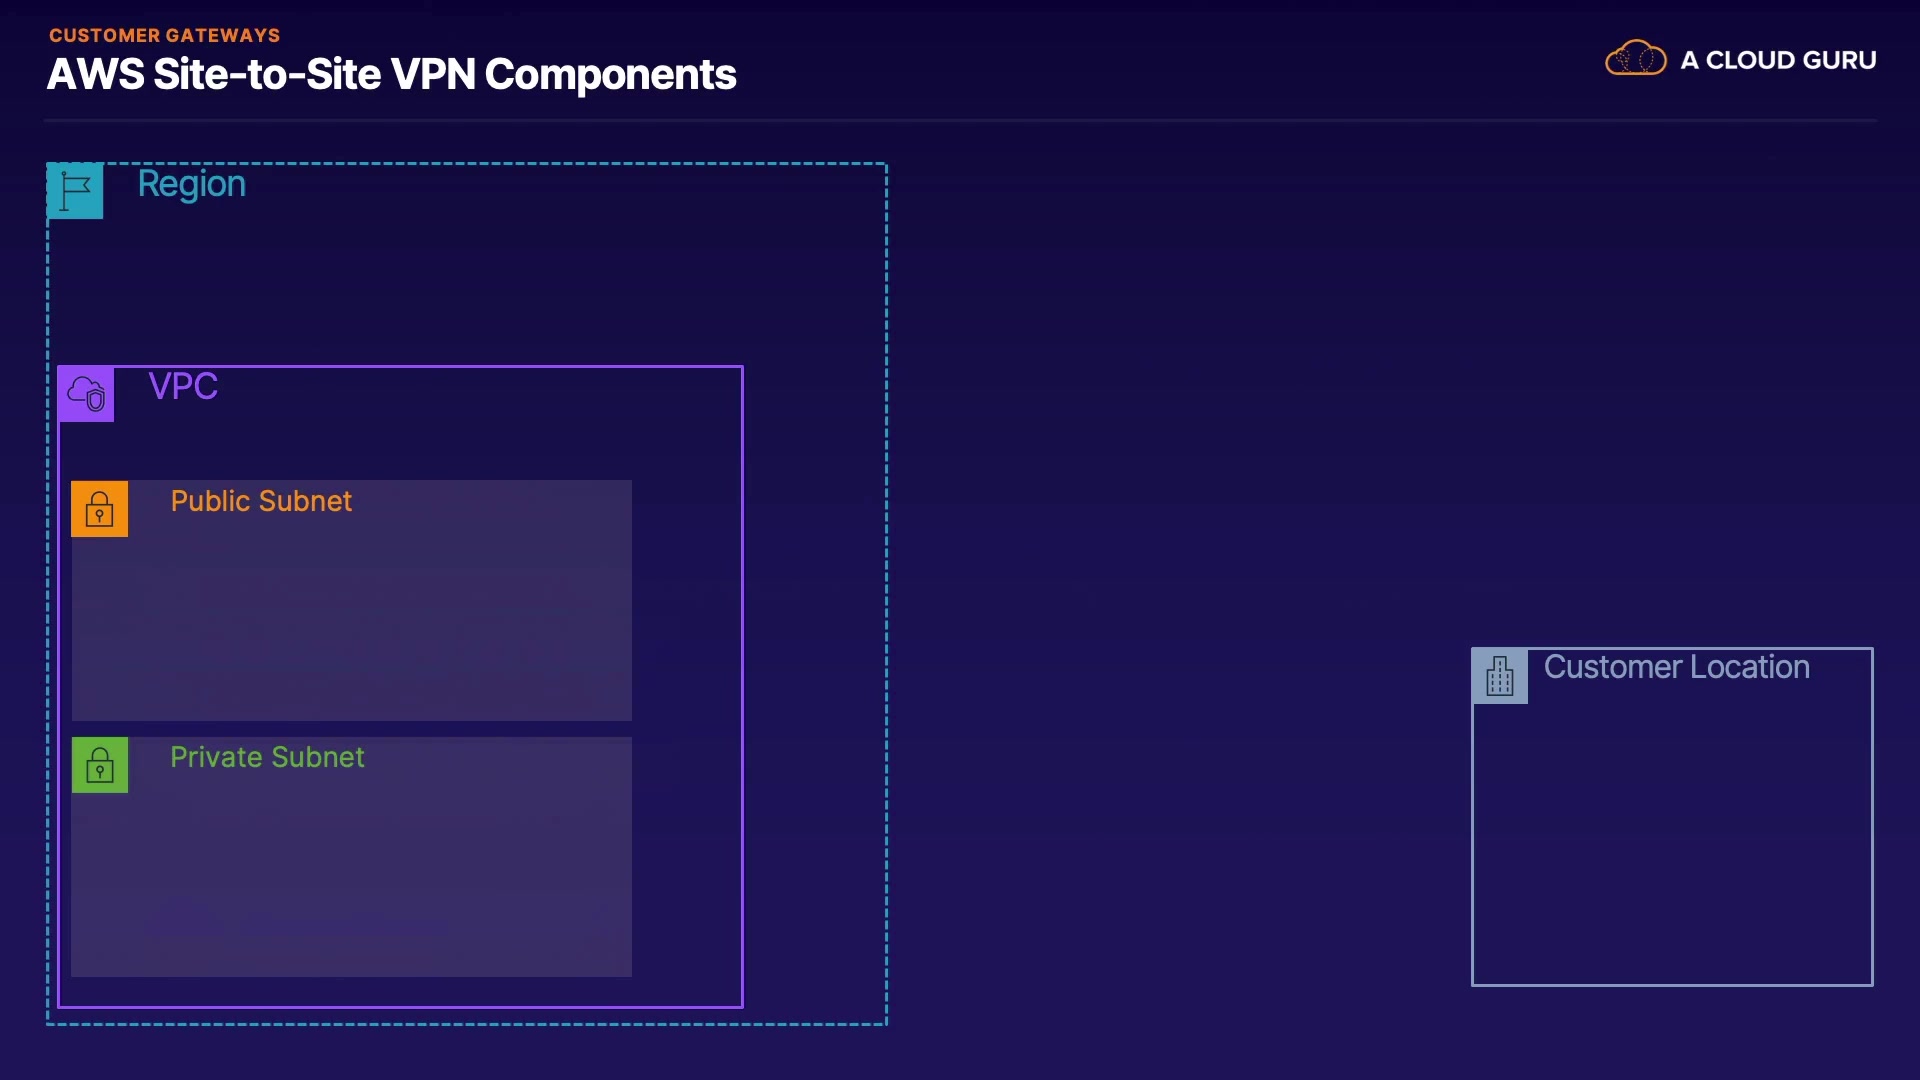 CUSTOMER GATEWAYS
AWS Site-to-Site VPN Components
A CLOUD GURU
Region
VPC
Public Subnet
Private Subnet
Customer Location